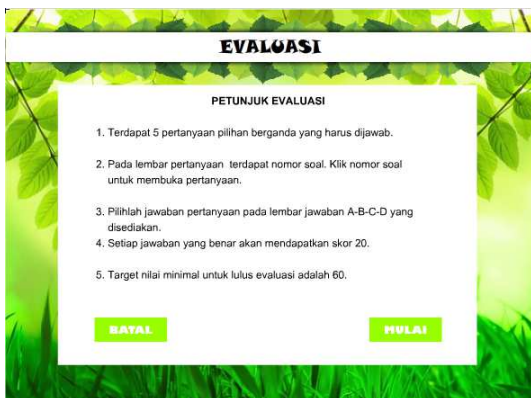 EVALUASI
PETUNJUK EVALUASI
1. Terdapat 5 pertanyaan pilihan berganda yang harus dijawab.
2. Pada lembar pertanyaan terdapat nomor soal. Klik nomor soal
untuk membuka pertanyaan.
3. Pilihlah jawaban pertanyaan pada lembar jawaban A-B-C-D yang
disediakan.
4. Setiap jawaban yang benar akan mendapatkan skor 20.
5. Target nilai minimal untuk lulus evaluasi adalah 60.
BATAL
MULAI